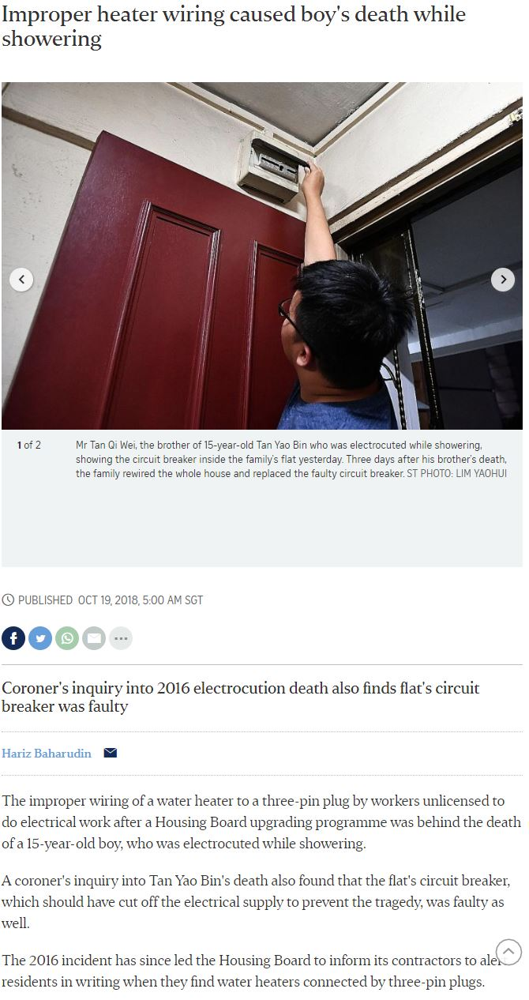 Improper heater wiring caused boy's death while
showering
1 of 2
Mr Tan Qi Wei, the brother of 15-year-old Tan Yao Bin who was electrocuted while showering,
showing the circuit breaker inside the family's flat yesterday. Three days after his brother's death,
the family rewired the whole house and replaced the faulty circuit breaker. ST PHOTO: LIM YAOHUI
PUBLISHED OCT 19, 2018, 5:00 AM SGT
Coroner's inquiry into 2016 electrocution death also finds flat's circuit
breaker was faulty
Hariz Baharudin
The improper wiring of a water heater to a three-pin plug by workers unlicensed to
do electrical work after a Housing Board upgrading programme was behind the death
of a 15-year-old boy, who was electrocuted while showering.
A coroner's inquiry into Tan Yao Bin's death also found that the flat's circuit breaker,
which should have cut off the electrical supply to prevent the tragedy, was faulty as
well.
The 2016 incident has since led the Housing Board to inform its contractors to alert
residents in writing when they find water heaters connected by three-pin plugs.